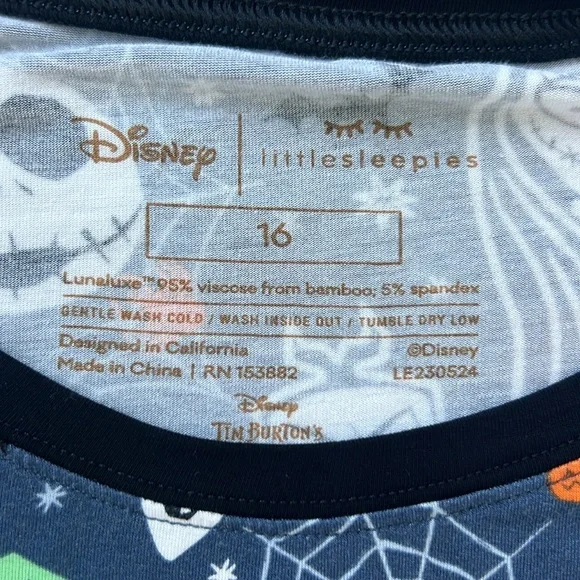 Disney | littlesleepies
16
Lunaluxe™ 95% viscose from bamboo, 5% spandex
GENTLE WASH COLD / WASH INSIDE OUT / TUMBLE DRY LOW
Designed in California ©Disney
Made in China | RN 153882 LE230524
Disney
TIM BURTON'S